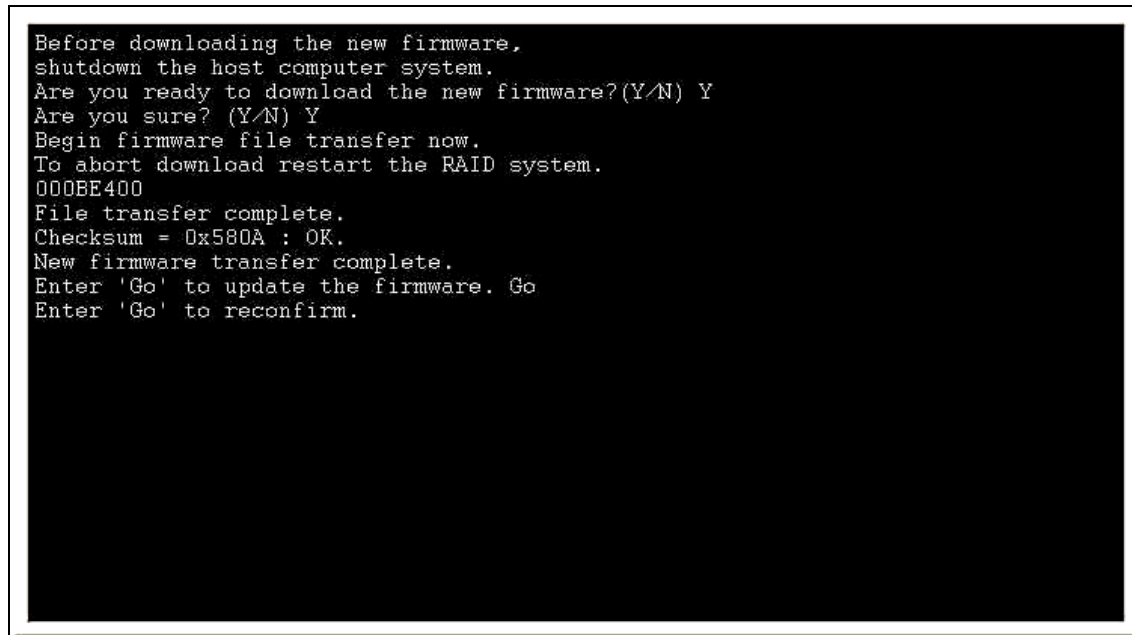 Before downloading the new firmware,
shutdown the host computer system.
Are you ready to download the new firmware?(Y/N) Y
Are you sure? (Y/N) Y
Begin firmware file transfer now.
To abort download restart the RAID system.
000BE400
File transfer complete.
Checksum = 0x580A : OK.
New firmware transfer complete.
Enter 'Go' to update the firmware. Go
Enter 'Go' to reconfirm.